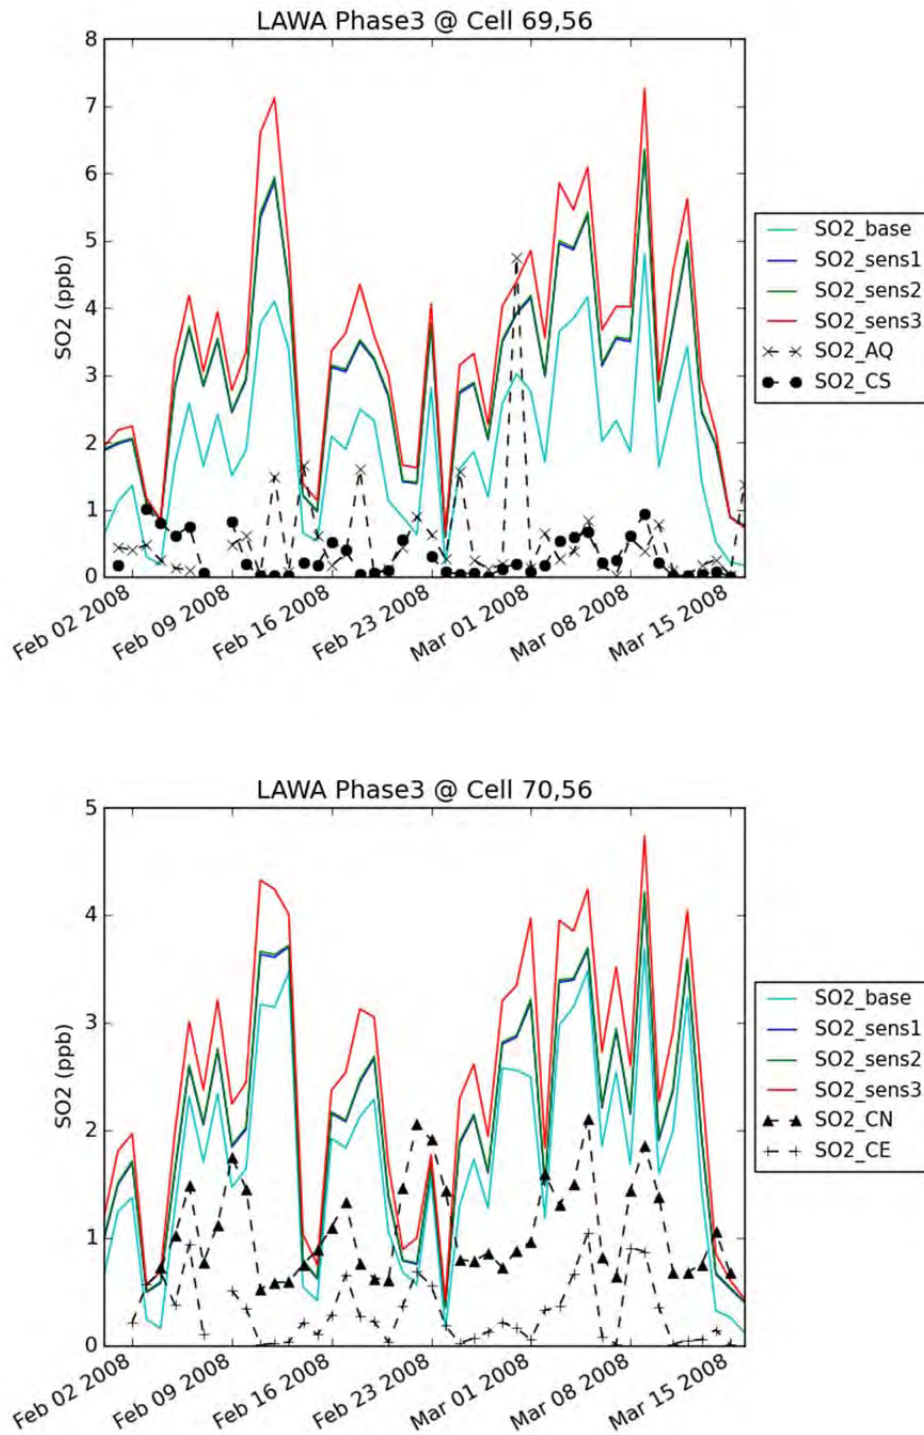 LAWA Phase3 @ Cell 69,56
8
7
6
5
4
3
2
1
0
SO2 (ppb)
Feb 02 2008
Feb 09 2008
Feb 16 2008
Feb 23 2008
Mar 01 2008
Mar 08 2008
Mar 15 2008
SO2_base
SO2_sens1
SO2_sens2
SO2_sens3
SO2_AQ
SO2_CS
LAWA Phase3 @ Cell 70,56
5
4
3
2
1
0
SO2 (ppb)
Feb 02 2008
Feb 09 2008
Feb 16 2008
Feb 23 2008
Mar 01 2008
Mar 08 2008
Mar 15 2008
SO2_base
SO2_sens1
SO2_sens2
SO2_sens3
SO2_CN
SO2_CE